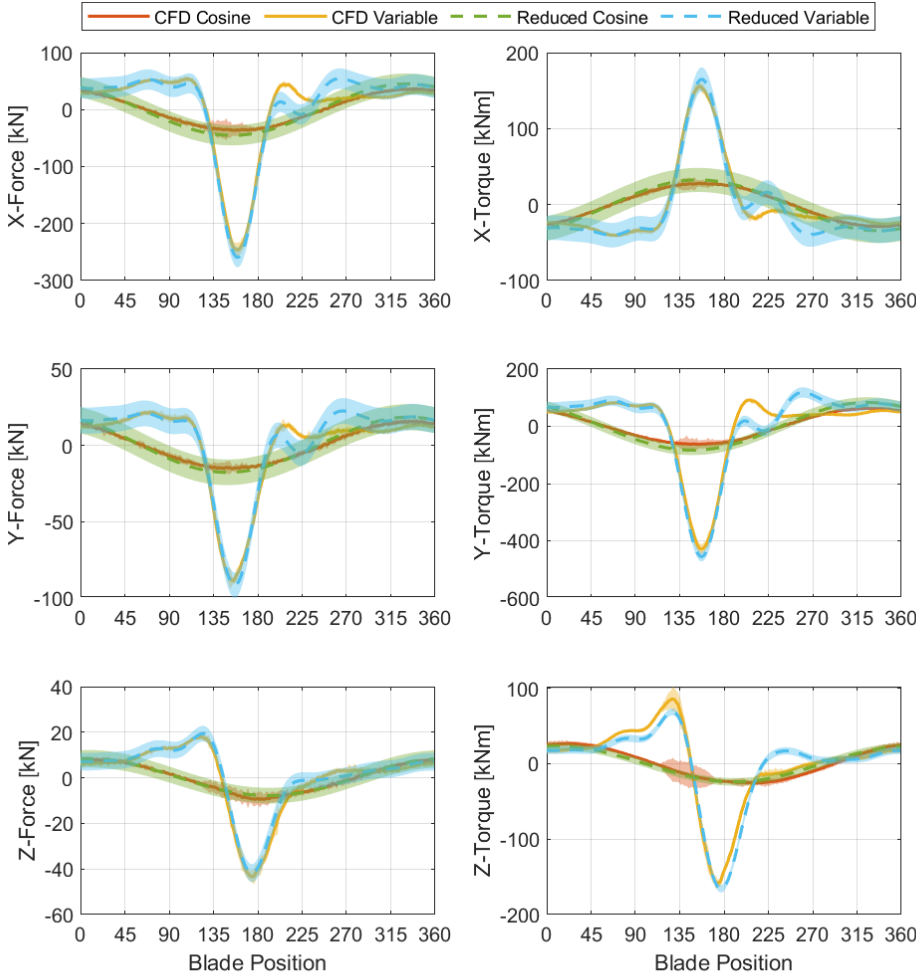 CFD Cosine CFD Variable Reduced Cosine Reduced Variable
X-Force [kN]
100
0
-100
-200
-300
0 45 90 135 180 225 270 315 360
X-Torque [kNm]
200
100
0
-100
0 45 90 135 180 225 270 315 360
Y-Force [kN]
50
0
-50
-100
0 45 90 135 180 225 270 315 360
Y-Torque [kNm]
200
0
-200
-400
-600
0 45 90 135 180 225 270 315 360
Z-Force [kN]
40
20
0
-20
-40
-60
0 45 90 135 180 225 270 315 360
Blade Position
Z-Torque [kNm]
100
0
-100
-200
0 45 90 135 180 225 270 315 360
Blade Position